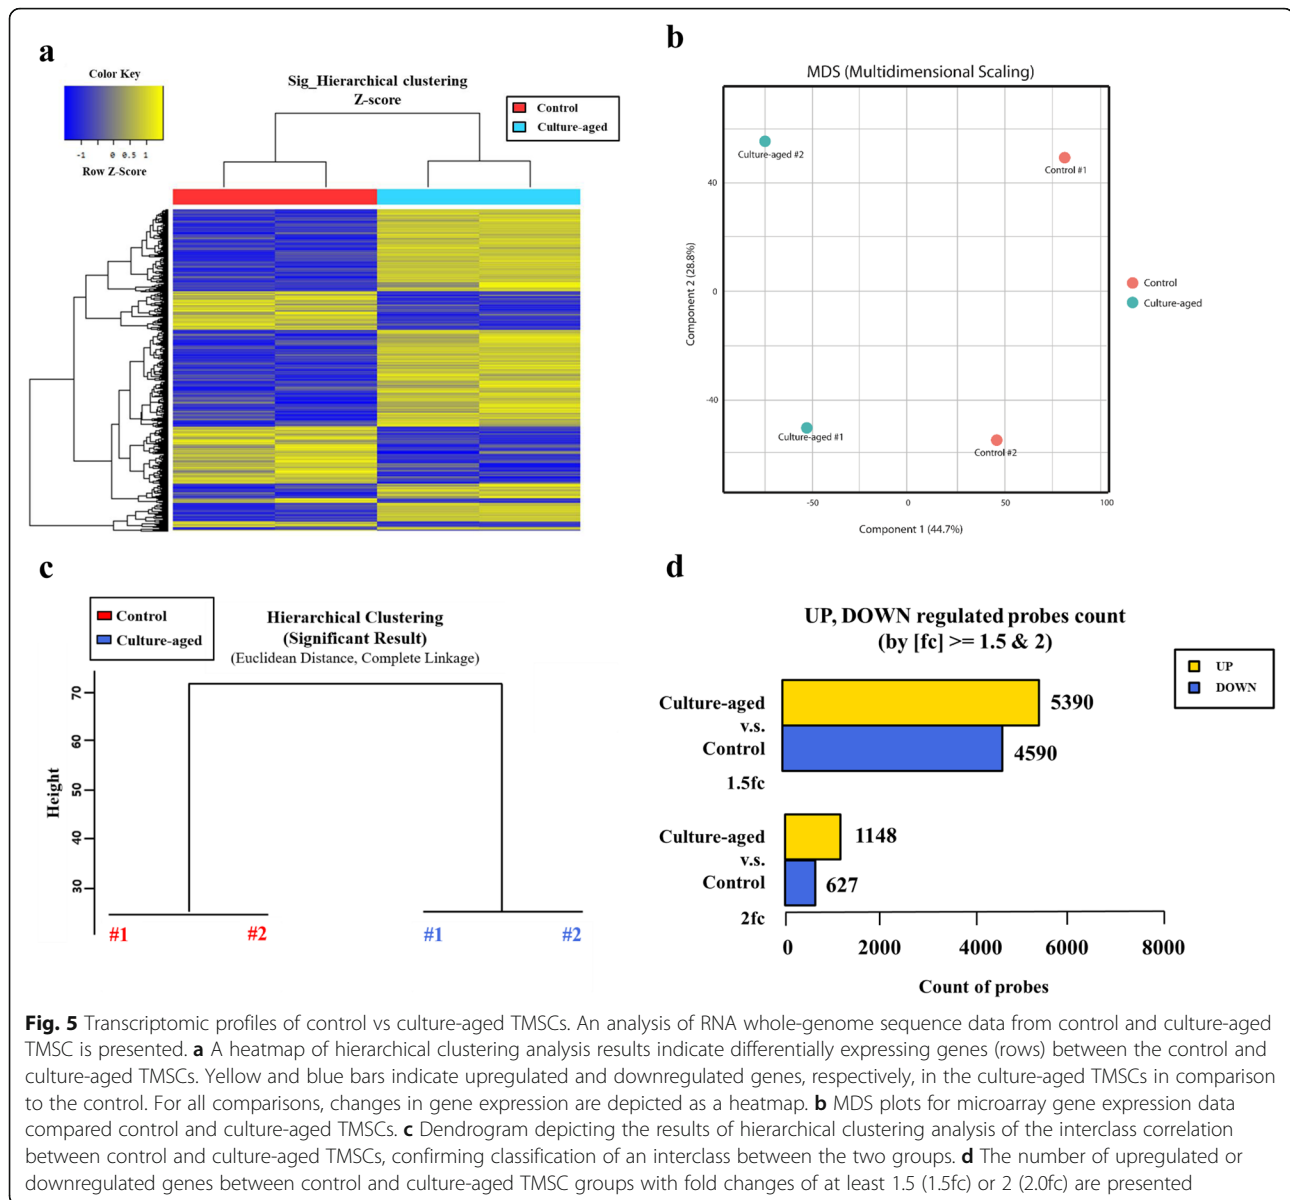 a
Color Key
-1 0 0.5 1
Row Z-Score
Sig_Hierarchical clustering
Z-score
Control
Culture-aged
b
MDS (Multidimensional Scaling)
Culture-aged #2
Control #1
Culture-aged #1
Control #2
40
0
-40
Component 2 (28.8%)
-50 0 50 100
Component 1 (44.7%)
Control
Culture-aged
c
Control
Culture-aged
Hierarchical Clustering
(Significant Result)
(Euclidean Distance, Complete Linkage)
Height
70
60
50
40
30
#1 #2 #1 #2
d
UP, DOWN regulated probes count
(by [fc] >= 1.5 & 2)
UP
DOWN
Culture-aged
v.s.
Control
1.5fc
5390
4590
Culture-aged
v.s.
Control
2fc
1148
627
0 2000 4000 6000 8000
Count of probes
Fig. 5 Transcriptomic profiles of control vs culture-aged TMSCs. An analysis of RNA whole-genome sequence data from control and culture-aged
TMSC is presented. a A heatmap of hierarchical clustering analysis results indicate differentially expressing genes (rows) between the control and
culture-aged TMSCs. Yellow and blue bars indicate upregulated and downregulated genes, respectively, in the culture-aged TMSCs in comparison
to the control. For all comparisons, changes in gene expression are depicted as a heatmap. b MDS plots for microarray gene expression data
compared control and culture-aged TMSCs. c Dendrogram depicting the results of hierarchical clustering analysis of the interclass correlation
between control and culture-aged TMSCs, confirming classification of an interclass between the two groups. d The number of upregulated or
downregulated genes between control and culture-aged TMSC groups with fold changes of at least 1.5 (1.5fc) or 2 (2.0fc) are presented